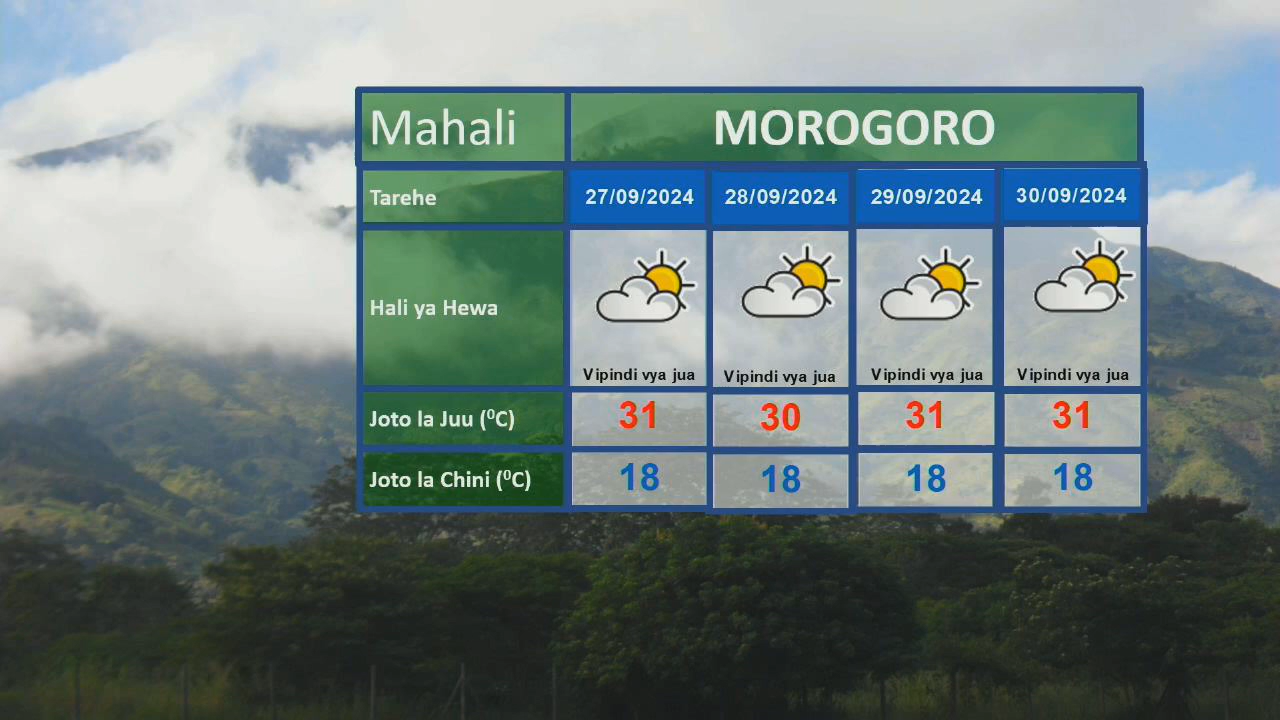 Mahali MOROGORO
Tarehe 27/09/2024 28/09/2024 29/09/2024 30/09/2024
Hali ya Hewa Vipindi vya jua Vipindi vya jua Vipindi vya jua Vipindi vya jua
Joto la Juu (⁰C) 31 30 31 31
Joto la Chini (⁰C) 18 18 18 18